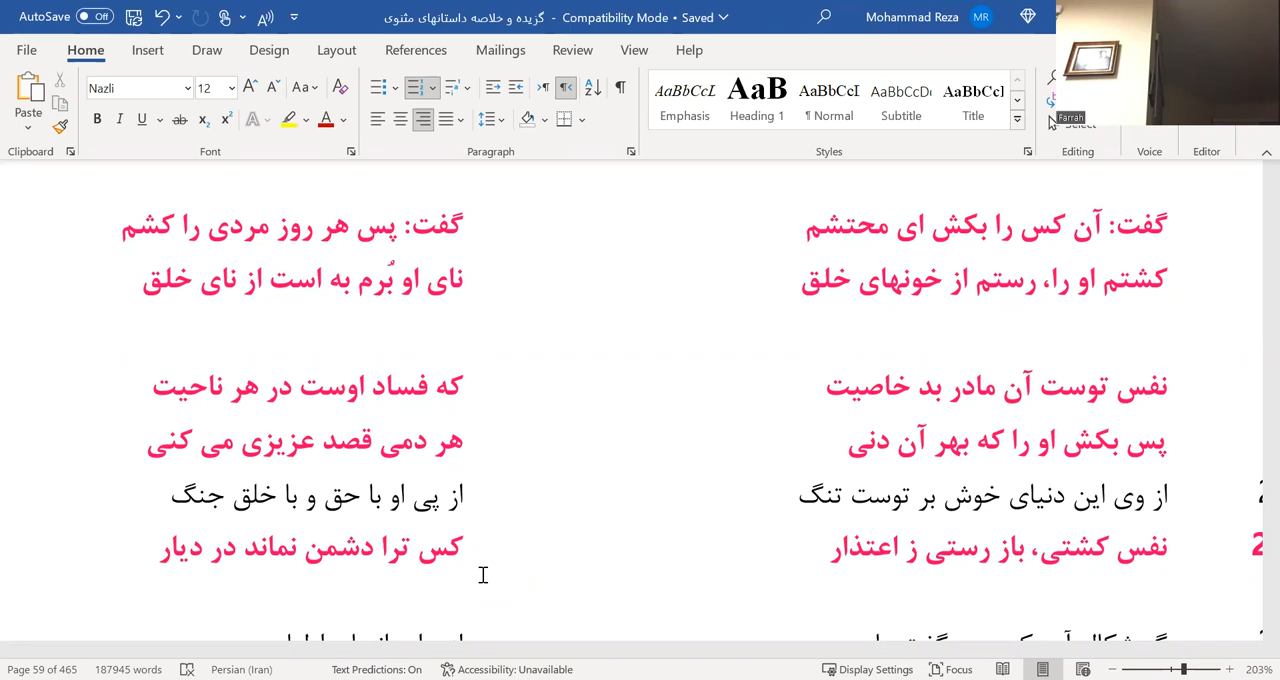 AutoSave Off گزیده و خلاصه داستانهای مثنوی - Compatibility Mode • Saved Mohammad Reza MR
File Home Insert Draw Design Layout References Mailings Review View Help
Nazli 12 Aa
Paste
AaBbCcL AaB AaBbCcI AaBbCcD AaBbCcI
Emphasis Heading 1 ¶ Normal Subtitle Title
Select
Farrah
Clipboard Font Paragraph Styles Editing Voice Editor
گفت: آن کس را بکش ای محتشم گفت: پس هر روز مردی را کشم
کشتم او را، رستم از خونهای خلق نای او بُرم به است از نای خلق
نفس توست آن مادر بد خاصیت که فساد اوست در هر ناحیت
پس بکش او را که بهر آن دنی هر دمی قصد عزیزی می کنی
از وی این دنیای خوش بر توست تنگ از پی او با حق و با خلق جنگ
نفس کشتی، باز رستی ز اعتذار کس ترا دشمن نماند در دیار
Page 59 of 465 187945 words Persian (Iran) Text Predictions: On Accessibility: Unavailable Display Settings Focus 203%